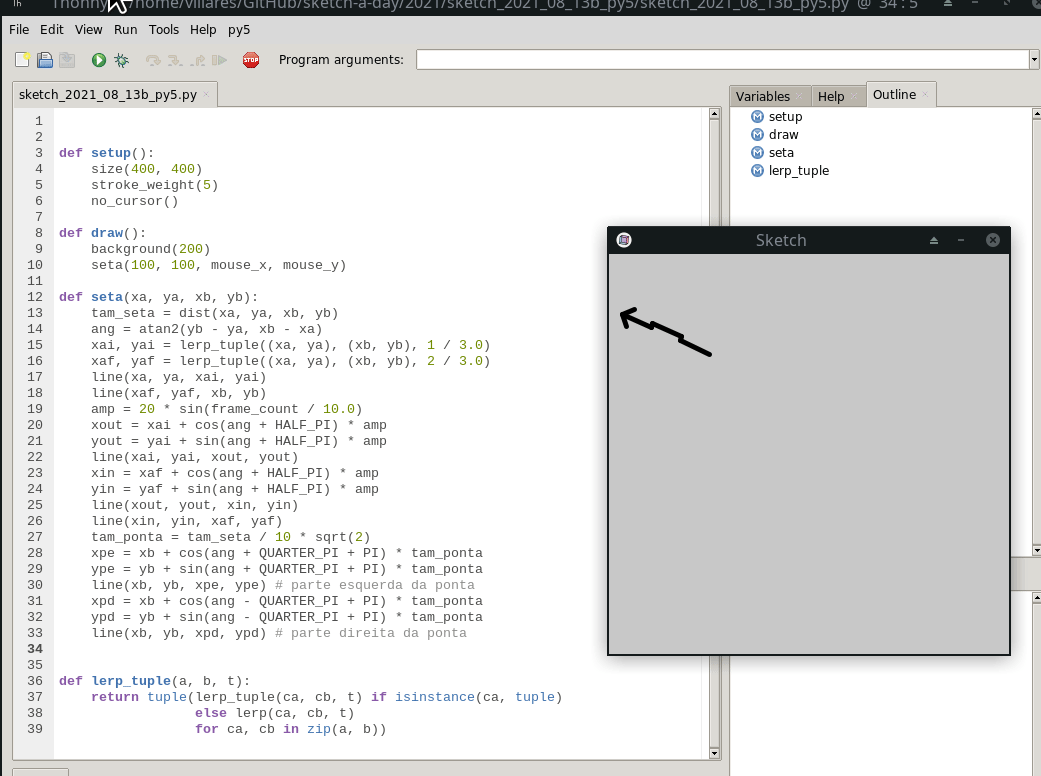 Thonny - /home/villares/GitHub/sketch-a-day/2021/sketch_2021_08_13b_py5/sketch_2021_08_13b_py5.py @ 34 : 5
File Edit View Run Tools Help py5
STOP Program arguments:
sketch_2021_08_13b_py5.py
Variables Help Outline
setup
draw
seta
lerp_tuple
Sketch
1
2
3 def setup():
4     size(400, 400)
5     stroke_weight(5)
6     no_cursor()
7
8 def draw():
9     background(200)
10     seta(100, 100, mouse_x, mouse_y)
11
12 def seta(xa, ya, xb, yb):
13     tam_seta = dist(xa, ya, xb, yb)
14     ang = atan2(yb - ya, xb - xa)
15     xai, yai = lerp_tuple((xa, ya), (xb, yb), 1 / 3.0)
16     xaf, yaf = lerp_tuple((xa, ya), (xb, yb), 2 / 3.0)
17     line(xa, ya, xai, yai)
18     line(xaf, yaf, xb, yb)
19     amp = 20 * sin(frame_count / 10.0)
20     xout = xai + cos(ang + HALF_PI) * amp
21     yout = yai + sin(ang + HALF_PI) * amp
22     line(xai, yai, xout, yout)
23     xin = xaf + cos(ang + HALF_PI) * amp
24     yin = yaf + sin(ang + HALF_PI) * amp
25     line(xout, yout, xin, yin)
26     line(xin, yin, xaf, yaf)
27     tam_ponta = tam_seta / 10 * sqrt(2)
28     xpe = xb + cos(ang + QUARTER_PI + PI) * tam_ponta
29     ype = yb + sin(ang + QUARTER_PI + PI) * tam_ponta
30     line(xb, yb, xpe, ype) # parte esquerda da ponta
31     xpd = xb + cos(ang - QUARTER_PI + PI) * tam_ponta
32     ypd = yb + sin(ang - QUARTER_PI + PI) * tam_ponta
33     line(xb, yb, xpd, ypd) # parte direita da ponta
34
35
36 def lerp_tuple(a, b, t):
37     return tuple(lerp_tuple(ca, cb, t) if isinstance(ca, tuple)
38                  else lerp(ca, cb, t)
39                  for ca, cb in zip(a, b))